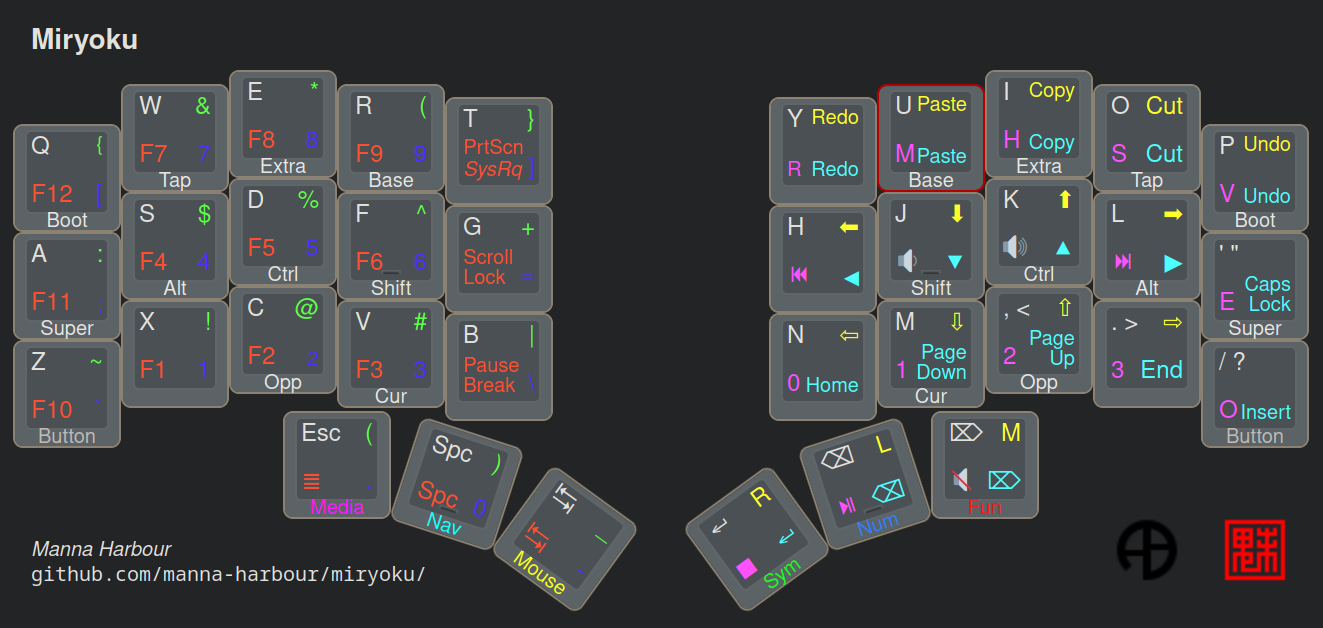 Miryoku
Q {
F12 [
Boot
W &
F7 7
Tap
E *
F8 8
Extra
R (
F9 9
Base
T }
PrtScn
SysRq ]
Y Redo
R Redo
U Paste
M Paste
Base
I Copy
H Copy
Extra
O Cut
S Cut
Tap
P Undo
V Undo
Boot
A :
F11 ;
Super
S $
F4 4
Alt
D %
F5 5
Ctrl
F ^
F6 6
Shift
G +
Scroll
Lock =
H
J
Shift
K
Ctrl
L
Alt
' "
Caps
E Lock
Super
Z ~
F10 `
Button
X !
F1 1
C @
F2 2
Opp
V #
F3 3
Cur
B |
Pause
Break \
N
0 Home
M
Page
1 Down
Cur
, <
Page
2 Up
Opp
. >
3 End
/ ?
O Insert
Button
Esc (
.
Media
Spc )
Spc 0
Nav
_
-
Mouse
R
Sym
L
Num
M
Fun
Manna Harbour
github.com/manna-harbour/miryoku/